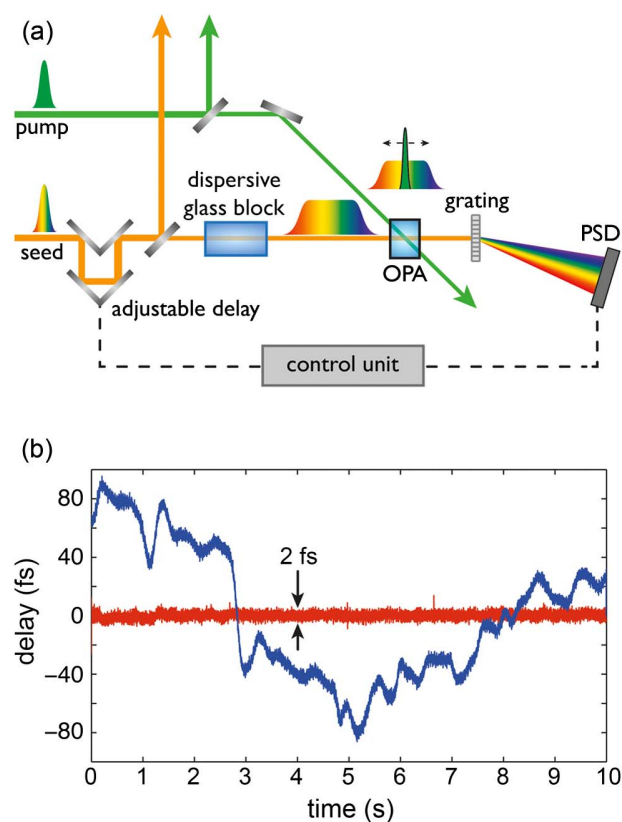 (a)
pump
dispersive
glass block
grating
PSD
seed
OPA
adjustable delay
control unit
(b)
80
40
0
−40
−80
delay (fs)
2 fs
0 1 2 3 4 5 6 7 8 9 10
time (s)